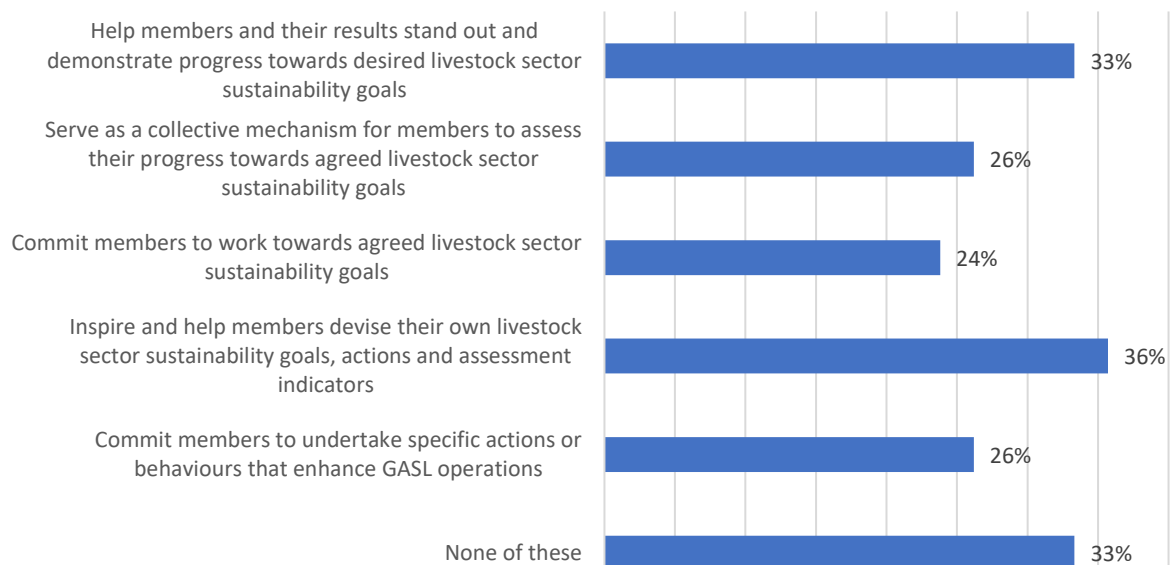 Help members and their results stand out and
demonstrate progress towards desired livestock sector
sustainability goals
33%
Serve as a collective mechanism for members to assess
their progress towards agreed livestock sector
sustainability goals
26%
Commit members to work towards agreed livestock sector
sustainability goals
24%
Inspire and help members devise their own livestock
sector sustainability goals, actions and assessment
indicators
36%
Commit members to undertake specific actions or
behaviours that enhance GASL operations
26%
None of these
33%